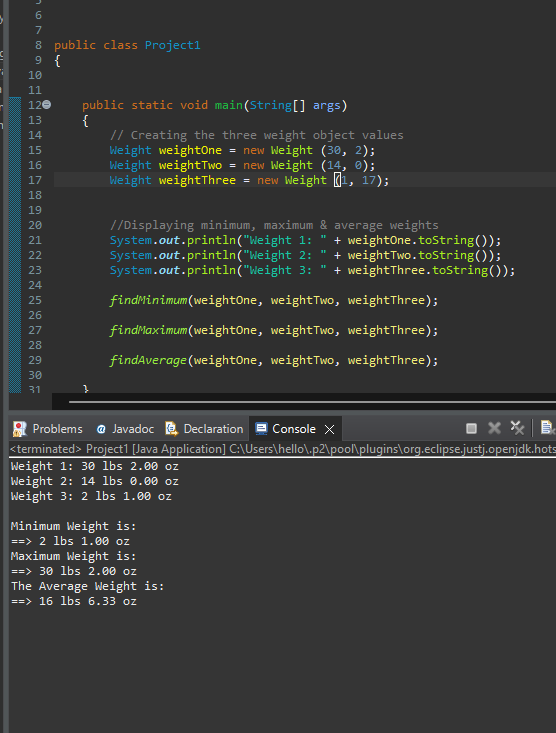 6
7
8 public class Project1
9 {
10
11
12 public static void main(String[] args)
13 {
14 // Creating the three weight object values
15 Weight weightOne = new Weight (30, 2);
16 Weight weightTwo = new Weight (14, 0);
17 Weight weightThree = new Weight (1, 17);
18
19
20 //Displaying minimum, maximum & average weights
21 System.out.println("Weight 1: " + weightOne.toString());
22 System.out.println("Weight 2: " + weightTwo.toString());
23 System.out.println("Weight 3: " + weightThree.toString());
24
25 findMinimum(weightOne, weightTwo, weightThree);
26
27 findMaximum(weightOne, weightTwo, weightThree);
28
29 findAverage(weightOne, weightTwo, weightThree);
30
31 }
Problems @ Javadoc Declaration Console
<terminated> Project1 [Java Application] C:\Users\hello\.p2\pool\plugins\org.eclipse.justj.openjdk.hots
Weight 1: 30 lbs 2.00 oz
Weight 2: 14 lbs 0.00 oz
Weight 3: 2 lbs 1.00 oz
Minimum Weight is:
==> 2 lbs 1.00 oz
Maximum Weight is:
==> 30 lbs 2.00 oz
The Average Weight is:
==> 16 lbs 6.33 oz